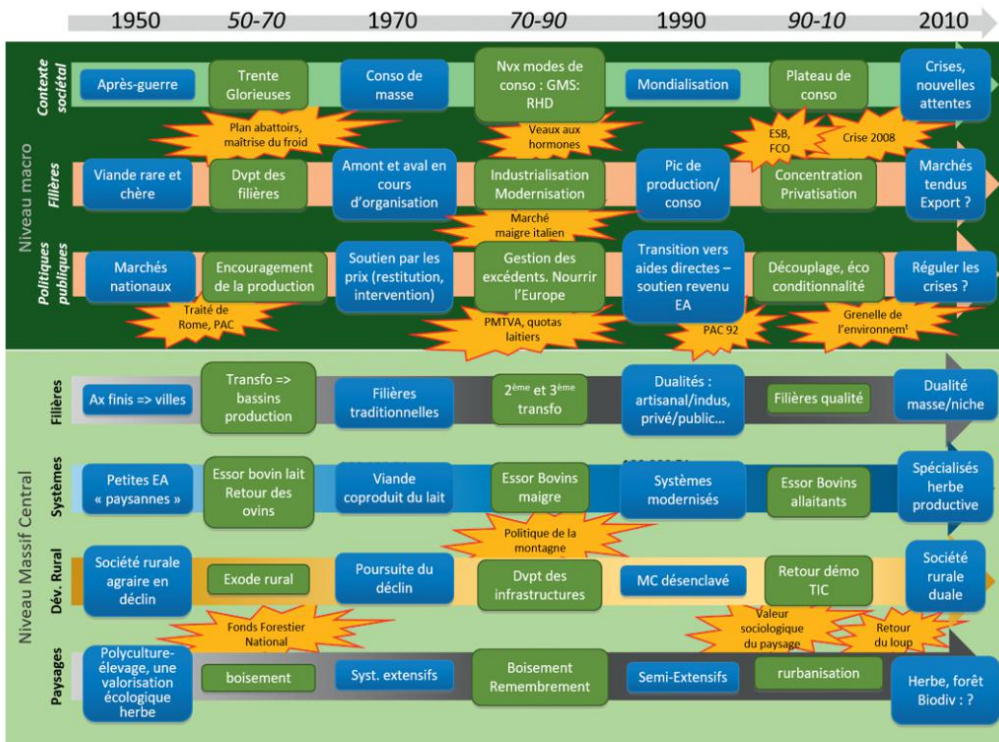 1950 50-70 1970 70-90 1990 90-10 2010
Niveau macro
Contexte
sociétal
Après-guerre
Trente
Glorieuses
Conso de
masse
Nvx modes de
conso : GMS:
RHD
Mondialisation
Plateau de
conso
Crises,
nouvelles
attentes
Plan abattoirs,
maîtrise du froid
Veaux aux
hormones
ESB,
FCO
Crise 2008
Filières
Viande rare et
chère
Dvpt des
filières
Amont et aval en
cours
d’organisation
Industrialisation
Modernisation
Pic de
production/
conso
Concentration
Privatisation
Marchés
tendus
Export ?
Marché
maigre italien
Politiques
publiques
Marchés
nationaux
Encouragement
de la production
Soutien par les
prix (restitution,
intervention)
Gestion des
excédents. Nourrir
l’Europe
Transition vers
aides directes –
soutien revenu
EA
Découplage, éco
conditionnalité
Réguler les
crises ?
Traité de
Rome, PAC
PMTVA, quotas
laitiers
PAC 92
Grenelle de
l’environnemt
Niveau Massif Central
Filières
Ax finis => villes
Transfo =>
bassins
production
Filières
traditionnelles
2ème et 3ème
transfo
Dualités :
artisanal/indus,
privé/public...
Filières qualité
Dualité
masse/niche
Systèmes
Petites EA
« paysannes »
Essor bovin lait
Retour des
ovins
Viande
coproduit du lait
Essor Bovins
maigre
Systèmes
modernisés
Essor Bovins
allaitants
Spécialisés
herbe
productive
Politique de la
montagne
Dév. Rural
Société rurale
agraire en
déclin
Exode rural
Poursuite du
déclin
Dvpt des
infrastructures
MC désenclavé
Retour démo
TIC
Société
rurale
duale
Fonds Forestier
National
Valeur
sociologique
du paysage
Retour
du loup
Paysages
Polyculture-
élevage, une
valorisation
écologique
herbe
boisement
Syst. extensifs
Boisement
Remembrement
Semi-Extensifs
rurbanisation
Herbe, forêt
Biodiv : ?